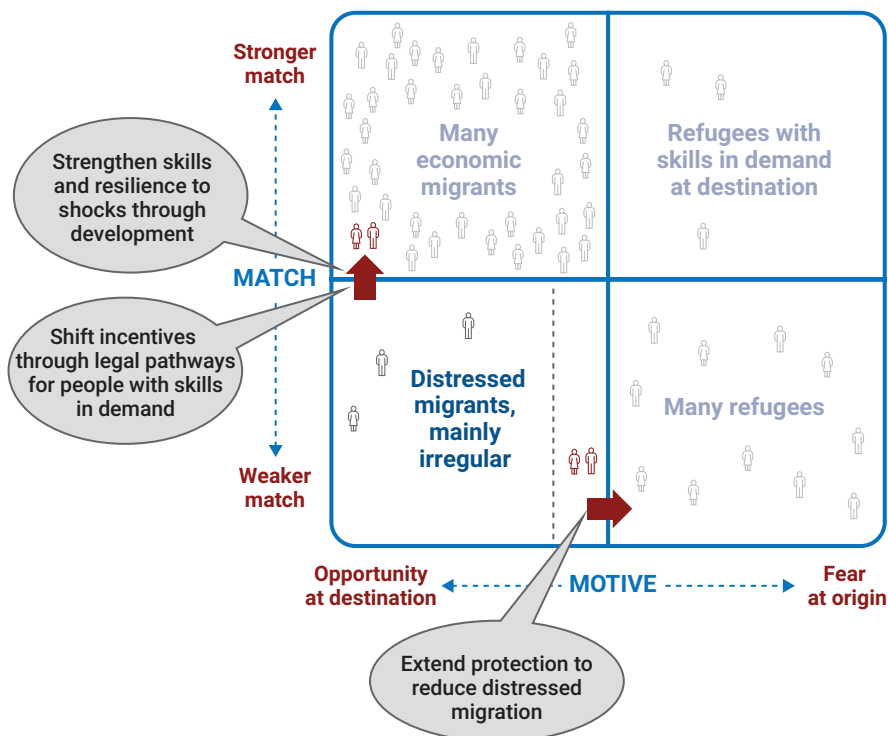 Stronger
match
Strengthen skills
and resilience to
shocks through
development
MATCH
Shift incentives
through legal pathways
for people with skills
in demand
Weaker
match
Many
economic
migrants
Refugees with
skills in demand
at destination
Distressed
migrants,
mainly
irregular
Many refugees
Opportunity
at destination
MOTIVE
Fear
at origin
Extend protection to
reduce distressed
migration